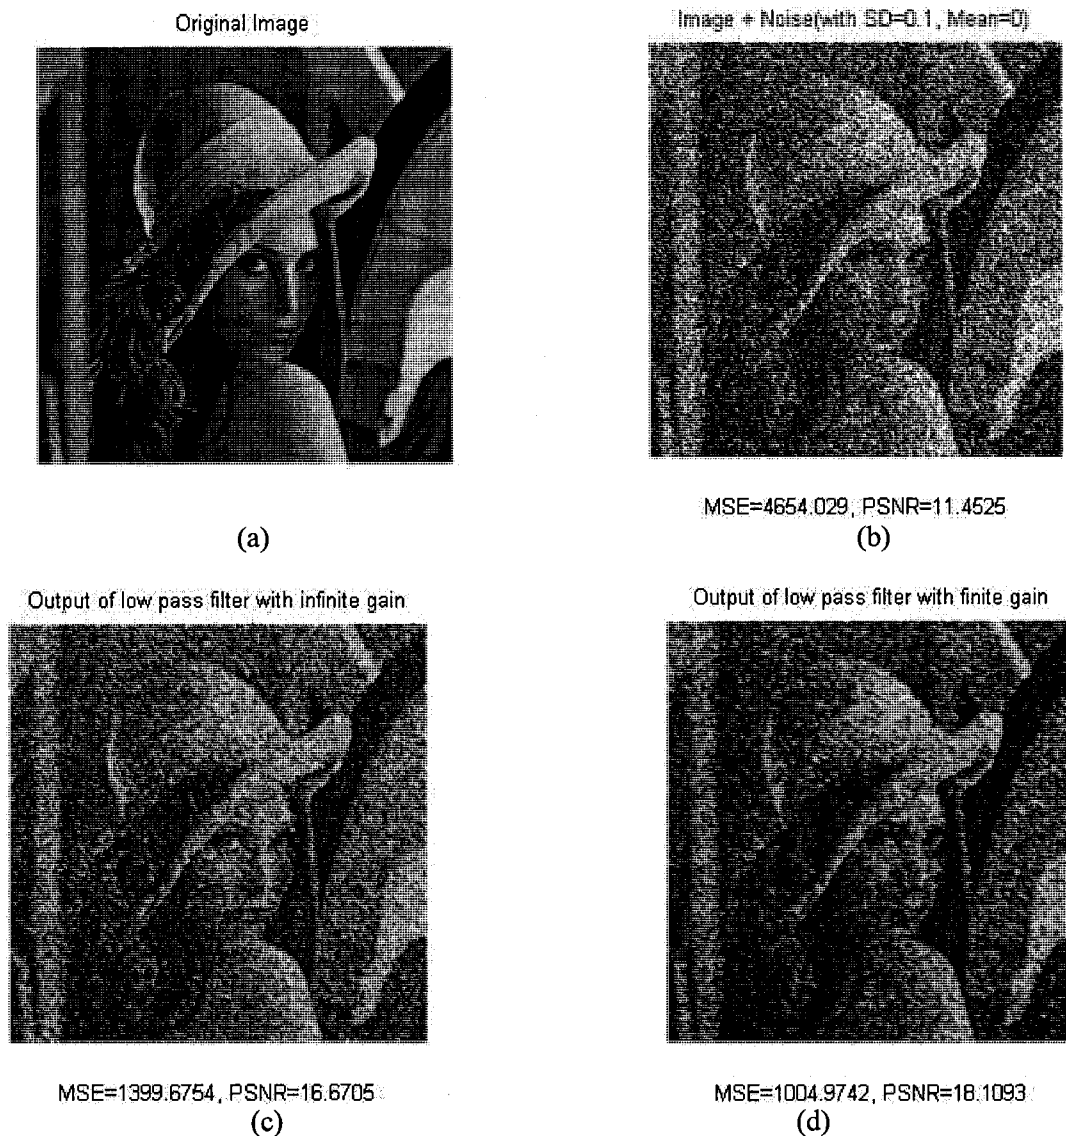 Original Image
Image + Noise(with SD=0.1, Mean=0)
MSE=4654.029, PSNR=11.4525
(a)
(b)
Output of low pass filter with infinite gain
Output of low pass filter with finite gain
MSE=1399.6754, PSNR=16.6705
MSE=1004.9742, PSNR=18.1093
(c)
(d)